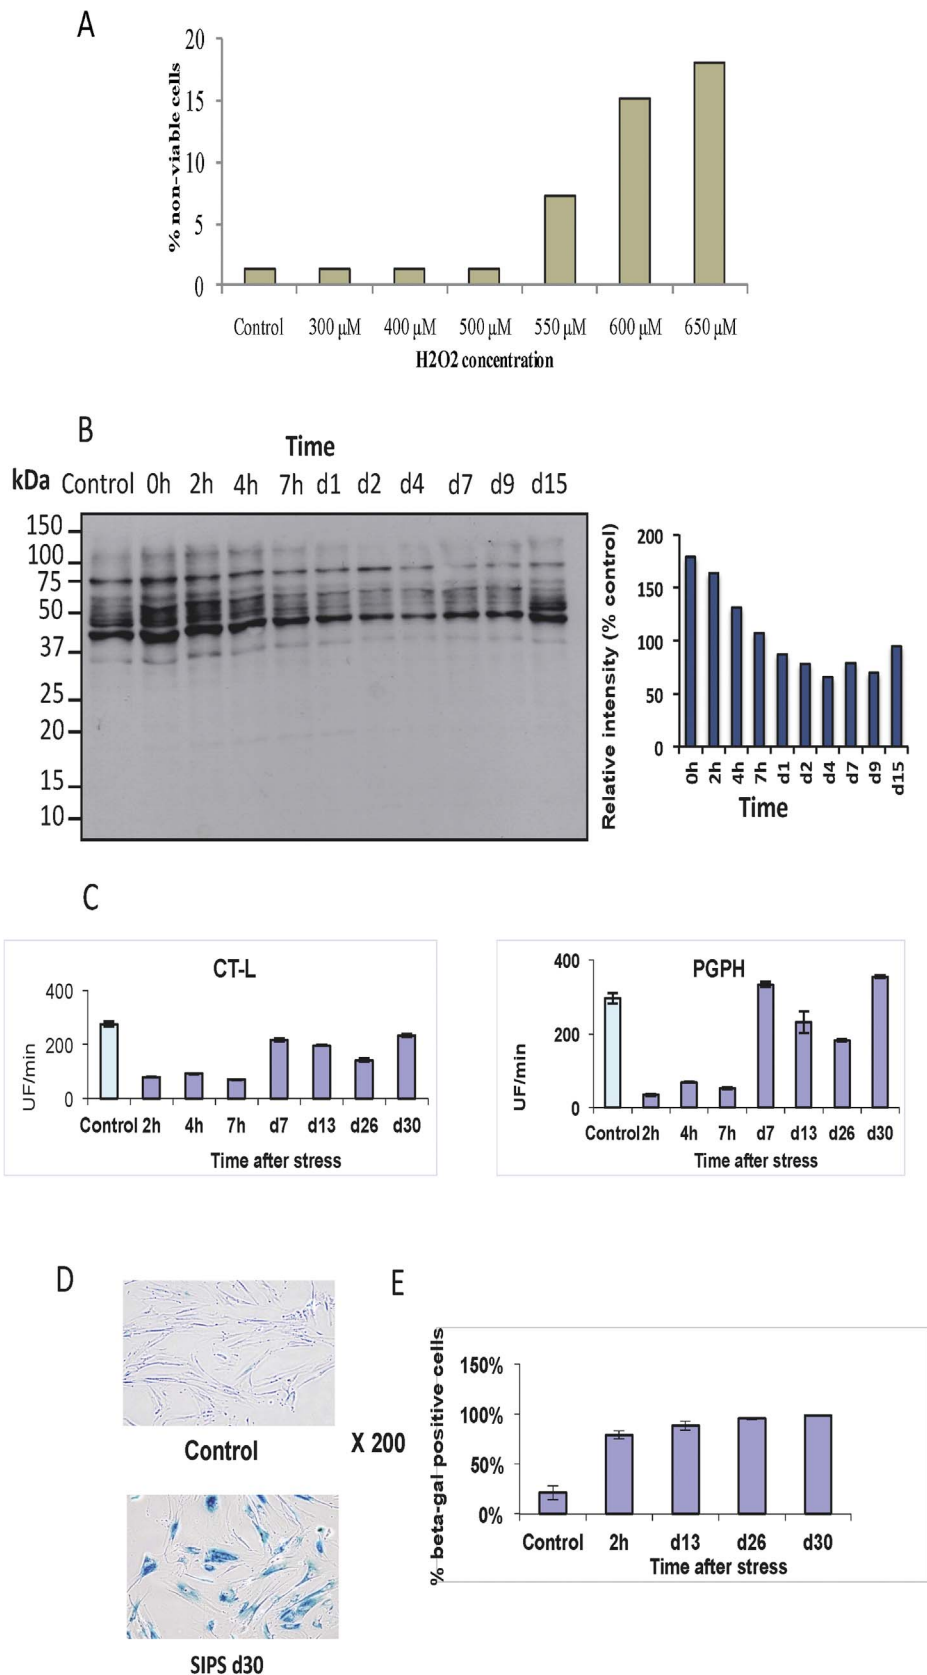 A
20
15
10
5
0
% non-viable cells
Control 300 µM 400 µM 500 µM 550 µM 600 µM 650 µM
H2O2 concentration
B
Time
kDa Control 0h 2h 4h 7h d1 d2 d4 d7 d9 d15
150
100
75
50
37
25
20
15
10
Relative intensity (% control)
200
150
100
50
0
0h 2h 4h 7h d1 d2 d4 d7 d9 d15
Time
C
CT-L
400
200
0
UF/min
Control 2h 4h 7h d7 d13 d26 d30
Time after stress
PGPH
400
200
0
UF/min
Control 2h 4h 7h d7 d13 d26 d30
Time after stress
D
Control
X 200
SIPS d30
E
% beta-gal positive cells
150%
100%
50%
0%
Control 2h d13 d26 d30
Time after stress